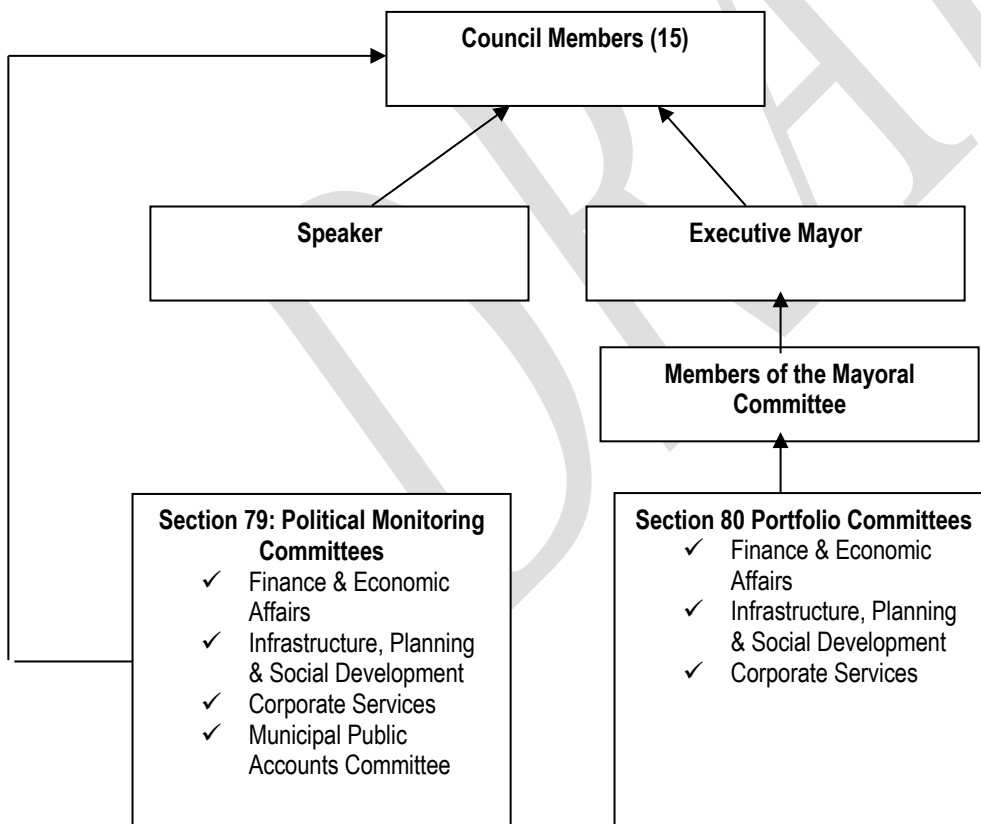 Council Members (15)
Speaker
Executive Mayor
Members of the Mayoral
Committee
Section 79: Political Monitoring
Committees
✓ Finance & Economic
Affairs
✓ Infrastructure, Planning
& Social Development
✓ Corporate Services
✓ Municipal Public
Accounts Committee
Section 80 Portfolio Committees
✓ Finance & Economic
Affairs
✓ Infrastructure, Planning
& Social Development
✓ Corporate Services